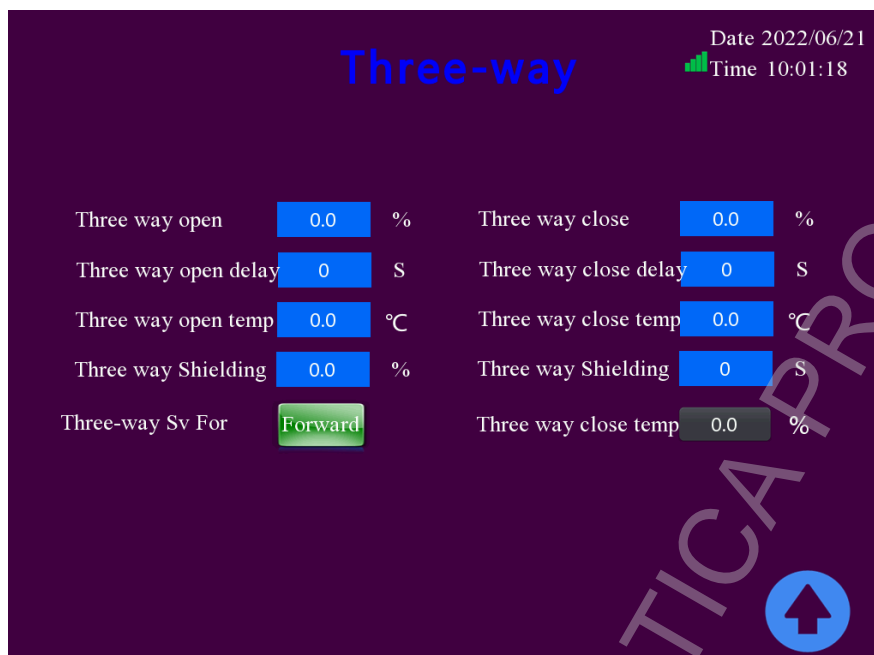 Three-way
Date 2022/06/21
Time 10:01:18
Three way open 0.0 %
Three way close 0.0 %
Three way open delay 0 S
Three way close delay 0 S
Three way open temp 0.0 ℃
Three way close temp 0.0 ℃
Three way Shielding 0.0 %
Three way Shielding 0 S
Three-way Sv For Forward
Three way close temp 0.0 %
TICA PRO